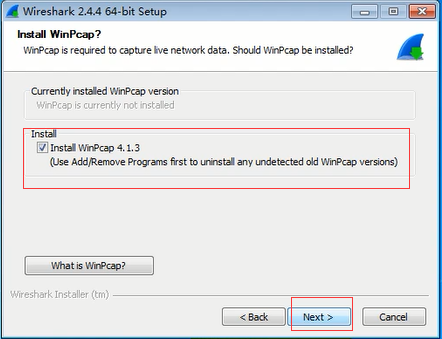 Wireshark 2.4.4 64-bit Setup
Install WinPcap?
WinPcap is required to capture live network data. Should WinPcap be installed?
Currently installed WinPcap version
WinPcap is currently not installed
Install
Install WinPcap 4.1.3
(Use Add/Remove Programs first to uninstall any undetected old WinPcap versions)
What is WinPcap?
Wireshark Installer (tm)
< Back
Next >
Cancel